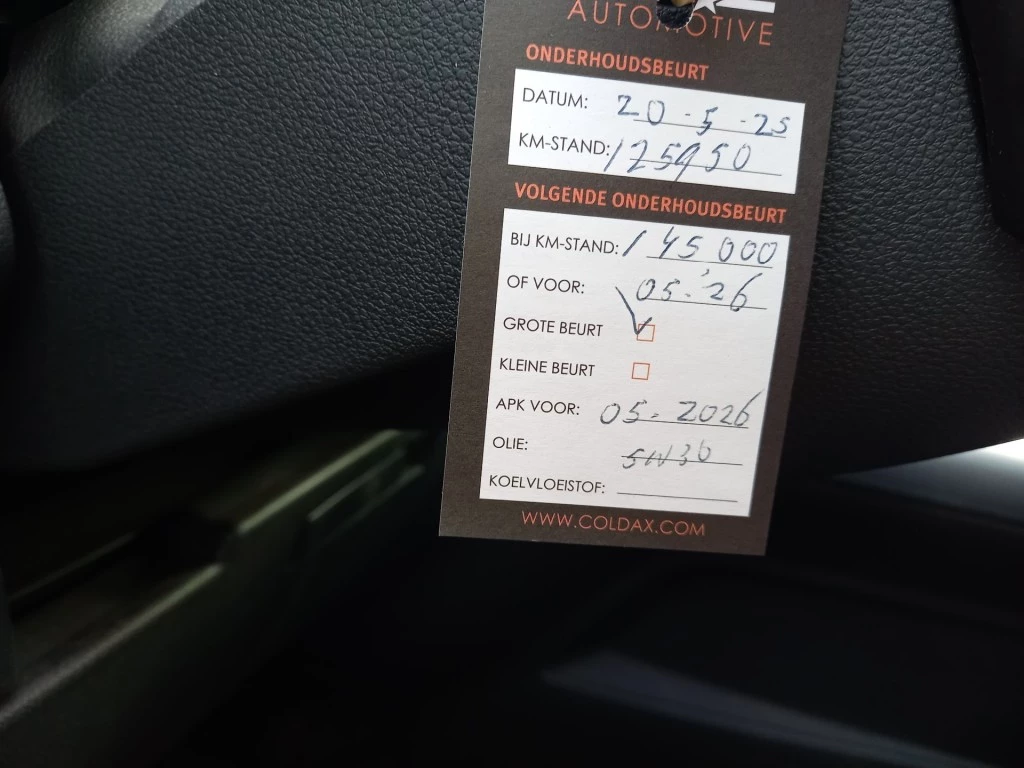 AUTOMOTIVE
ONDERHOUDSBEURT
DATUM: 20-5-25
KM-STAND: 125950
VOLGENDE ONDERHOUDSBEURT
BIJ KM-STAND: 145000
OF VOOR: 05-'26
GROTE BEURT
KLEINE BEURT
APK VOOR: 05-2026
OLIE: 5W30
KOELVLOEISTOF:
WWW.COLDAX.COM